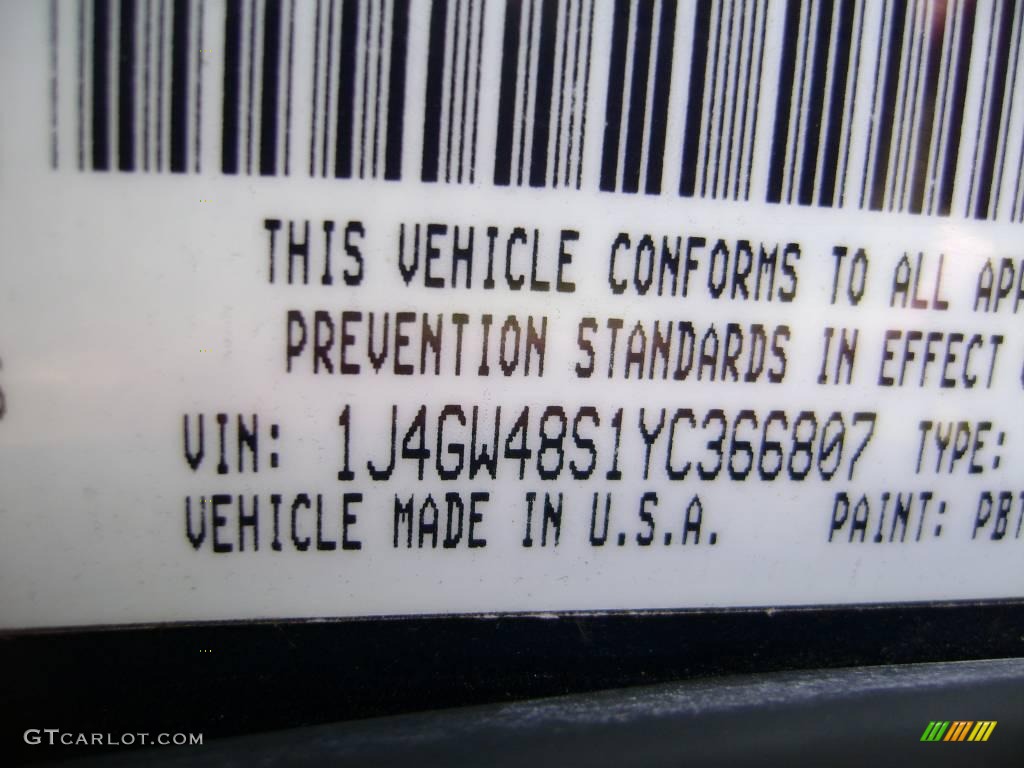 THIS VEHICLE CONFORMS TO ALL
PREVENTION STANDARDS IN EFFECT
VIN: 1J4GW48S1YC366807 TYPE:
VEHICLE MADE IN U.S.A. PAINT:
GTCARLOT.COM